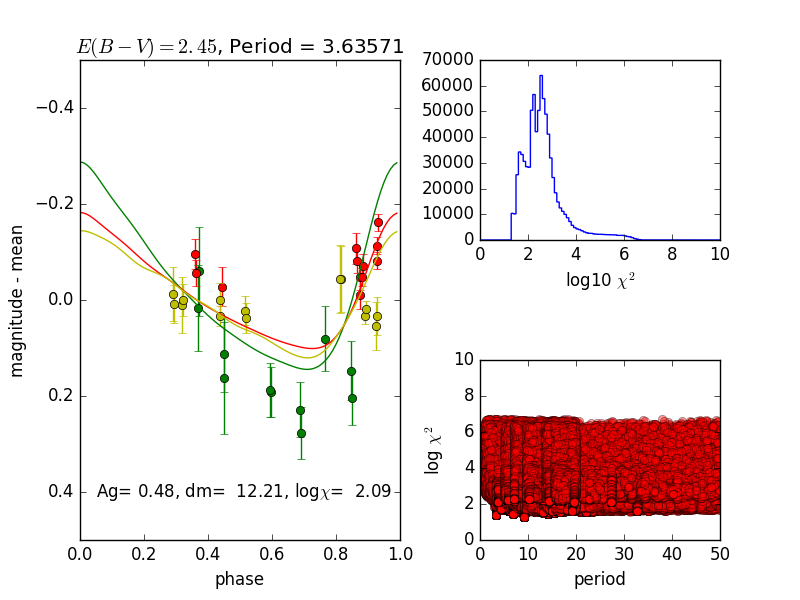 E(B − V) = 2.45, Period = 3.63571
−0.4
−0.2
0.0
0.2
0.4
magnitude - mean
Ag= 0.48, dm=  12.21, logχ=  2.09
0.0 0.2 0.4 0.6 0.8 1.0
phase
70000
60000
50000
40000
30000
20000
10000
0
0 2 4 6 8 10
log10 χ²
10
8
6
4
2
0
log χ²
0 10 20 30 40 50
period